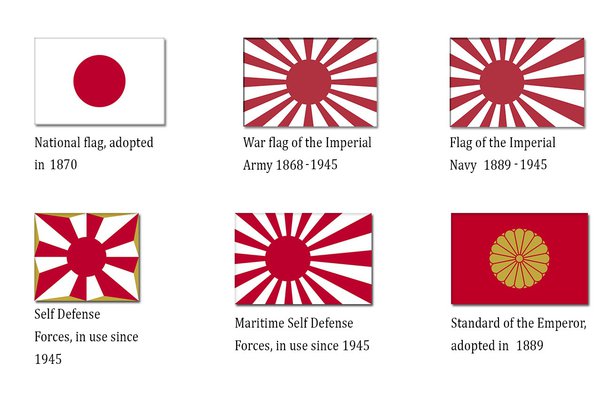 National flag, adopted
in 1870
War flag of the Imperial
Army 1868-1945
Flag of the Imperial
Navy 1889-1945
Self Defense
Forces, in use since
1945
Maritime Self Defense
Forces, in use since 1945
Standard of the Emperor,
adopted in 1889